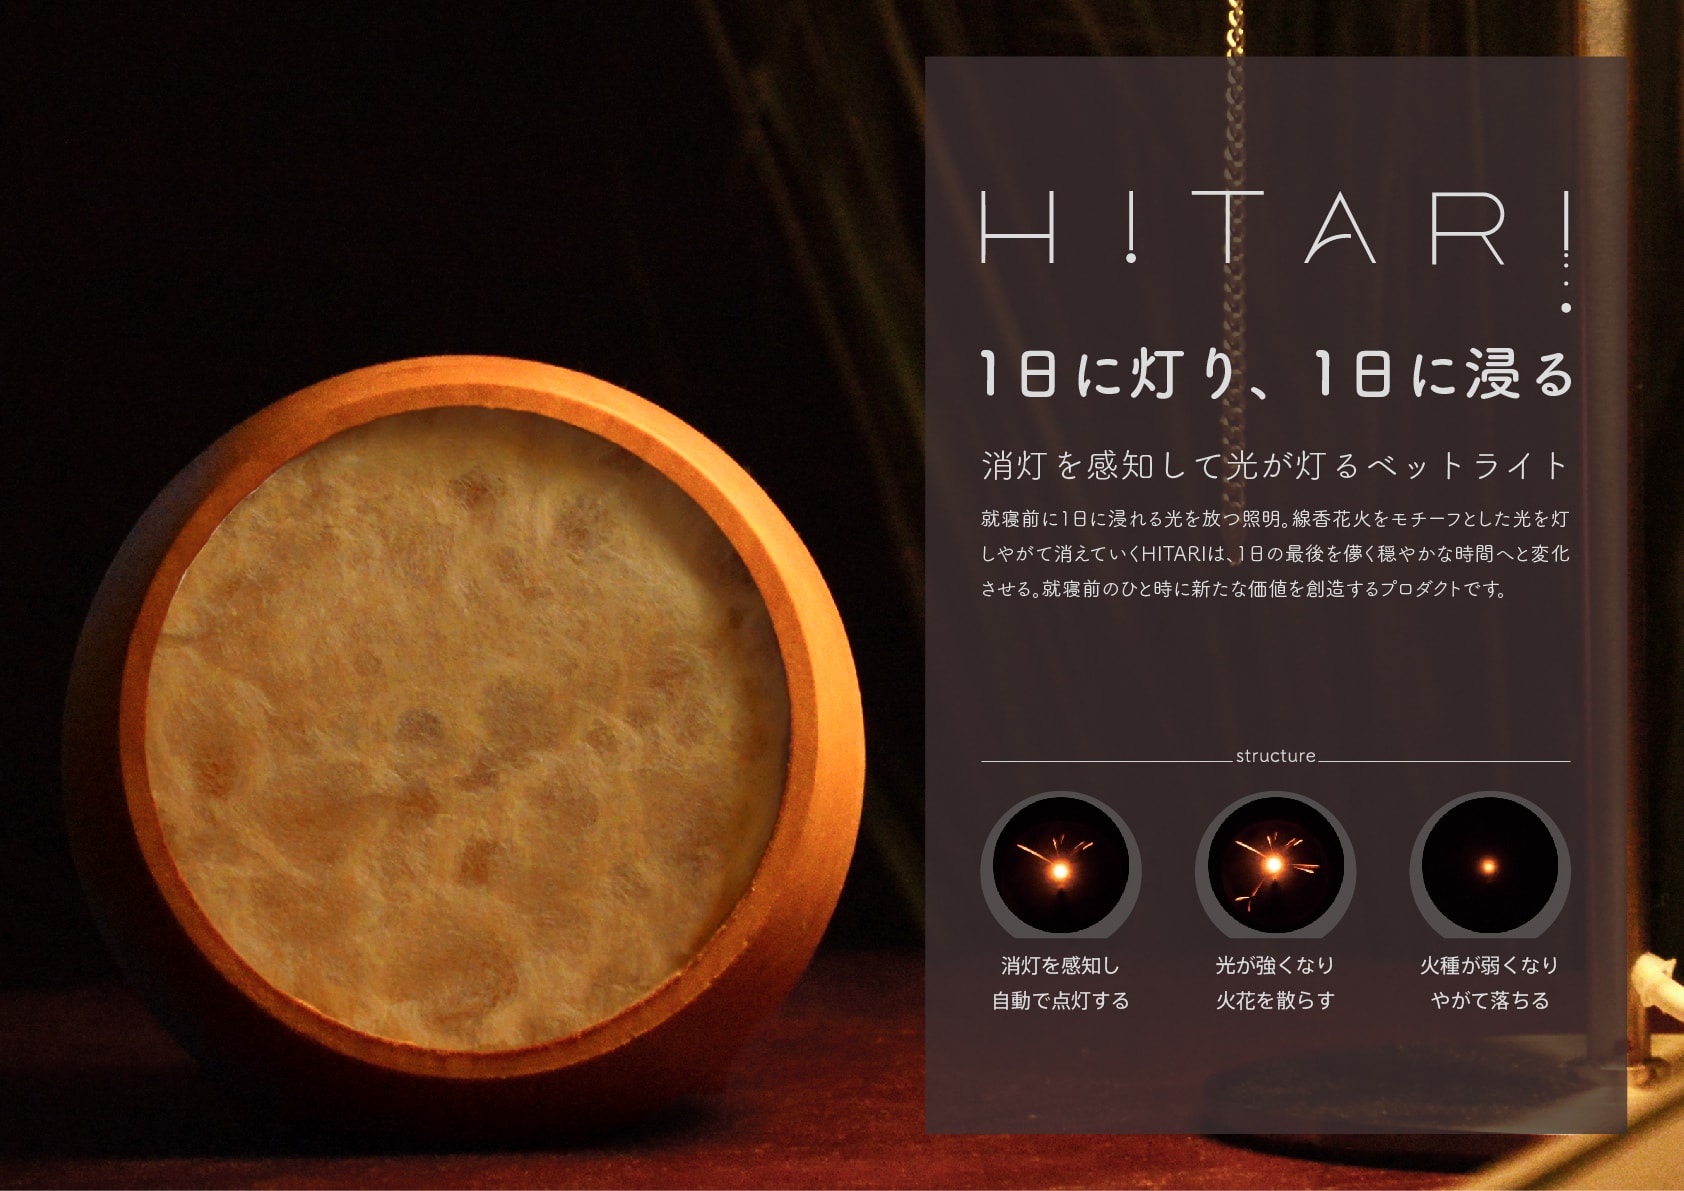 H!TAR!
1日に灯り、1日に浸る
消灯を感知して光が灯るベットライト
就寝前に1日に浸れる光を放つ照明。線香花火をモチーフとした光を灯
しやがて消えていくHITARIは、1日の最後を儚く穏やかな時間へと変化
させる。就寝前のひと時に新たな価値を創造するプロダクトです。
structure
消灯を感知し
自動で点灯する
光が強くなり
火花を散らす
火種が弱くなり
やがて落ちる